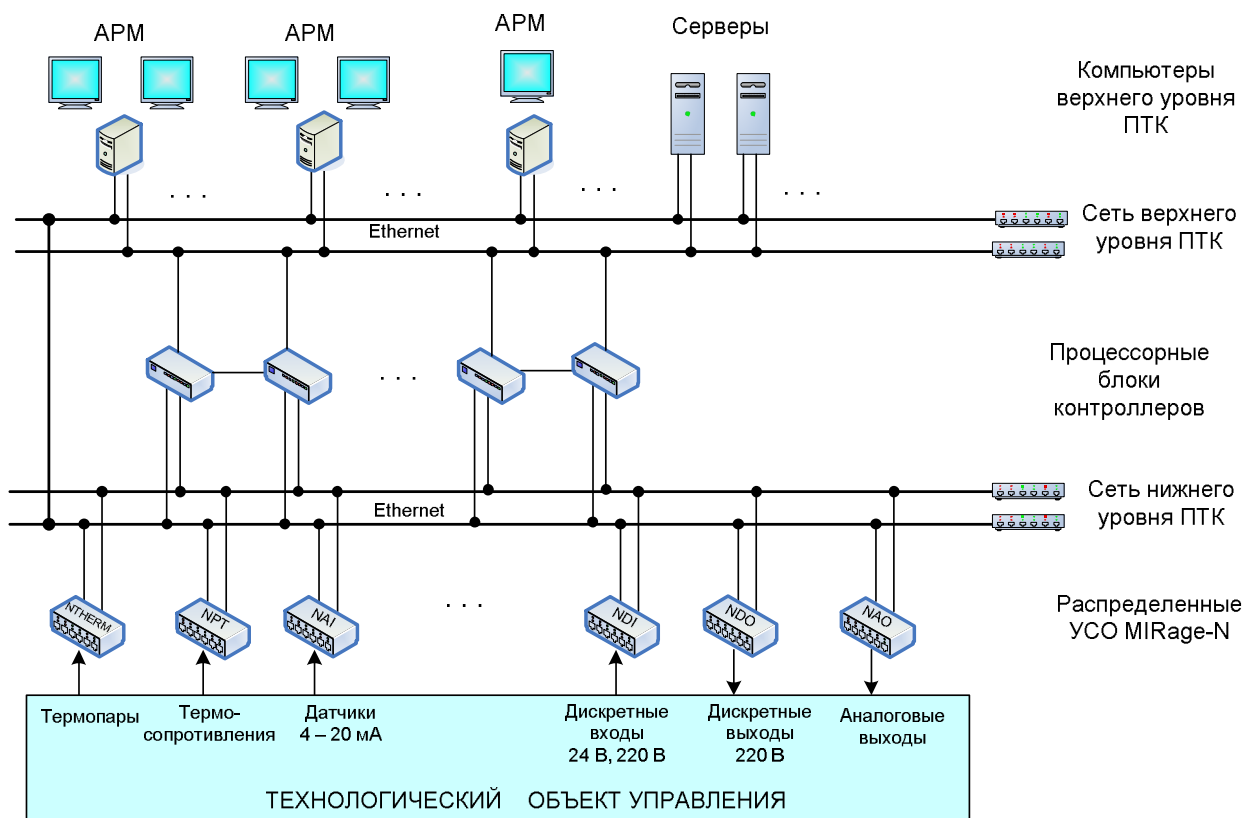 АРМ
АРМ
АРМ
Серверы
Компьютеры
верхнего уровня
ПТК
. . .
. . .
. . .
. . .
Ethernet
Сеть верхнего
уровня ПТК
Процессорные
блоки
контроллеров
. . .
Ethernet
Сеть нижнего
уровня ПТК
NTHERM
NPT
NAI
. . .
NDI
NDO
NAO
Распределенные
УСО MIRage-N
Термопары
Термо-
сопротивления
Датчики
4 – 20 мА
Дискретные
входы
24 В, 220 В
Дискретные
выходы
220 В
Аналоговые
выходы
ТЕХНОЛОГИЧЕСКИЙ ОБЪЕКТ УПРАВЛЕНИЯ